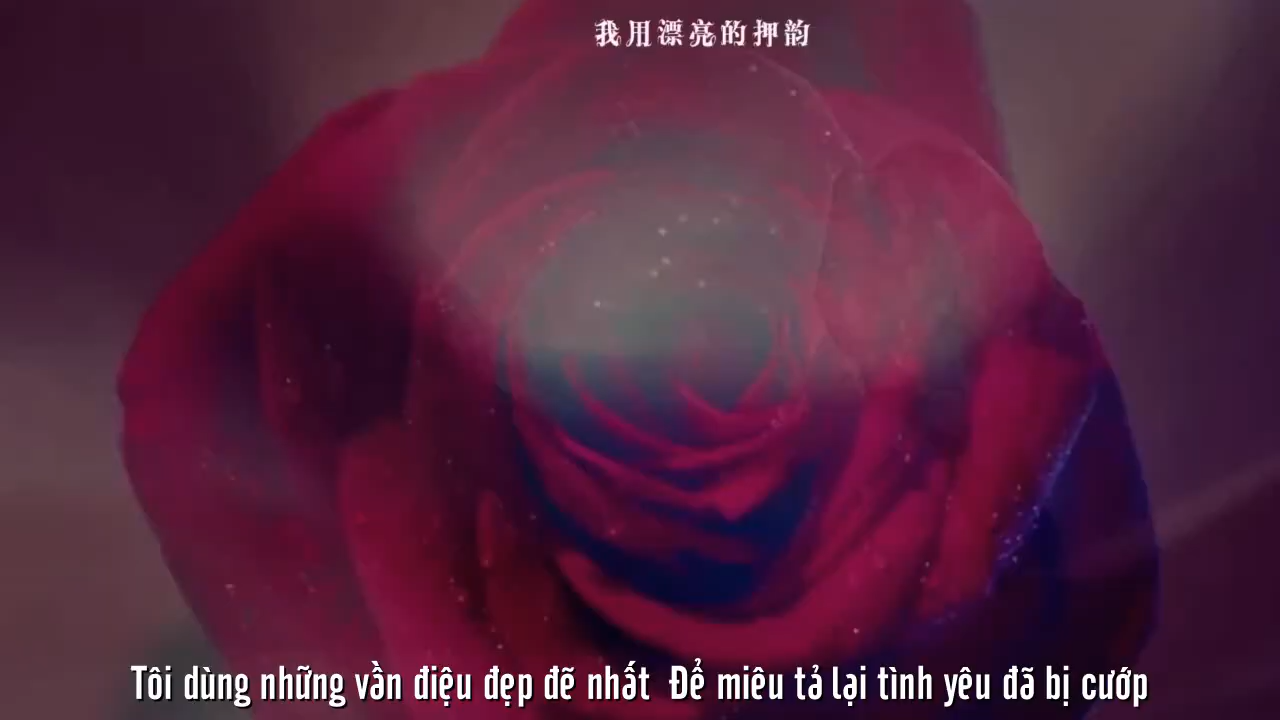 我用漂亮的押韵
Tôi dùng những vần điệu đẹp đẽ nhất  Để miêu tả lại tình yêu đã bị cướp